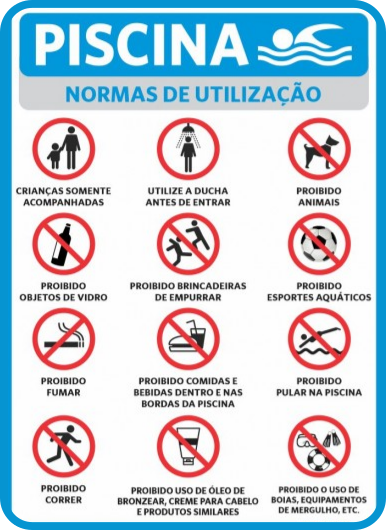 PISCINA
NORMAS DE UTILIZAÇÃO
CRIANÇAS SOMENTE
ACOMPANHADAS
UTILIZE A DUCHA
ANTES DE ENTRAR
PROIBIDO
ANIMAIS
PROIBIDO
OBJETOS DE VIDRO
PROIBIDO BRINCADEIRAS
DE EMPURRAR
PROIBIDO
ESPORTES AQUÁTICOS
PROIBIDO
FUMAR
PROIBIDO COMIDAS E
BEBIDAS DENTRO E NAS
BORDAS DA PISCINA
PROIBIDO
PULAR NA PISCINA
PROIBIDO
CORRER
PROIBIDO USO DE ÓLEO DE
BRONZEAR, CREME PARA CABELO
E PRODUTOS SIMILARES
PROIBIDO O USO DE
BOIAS, EQUIPAMENTOS
DE MERGULHO, ETC.